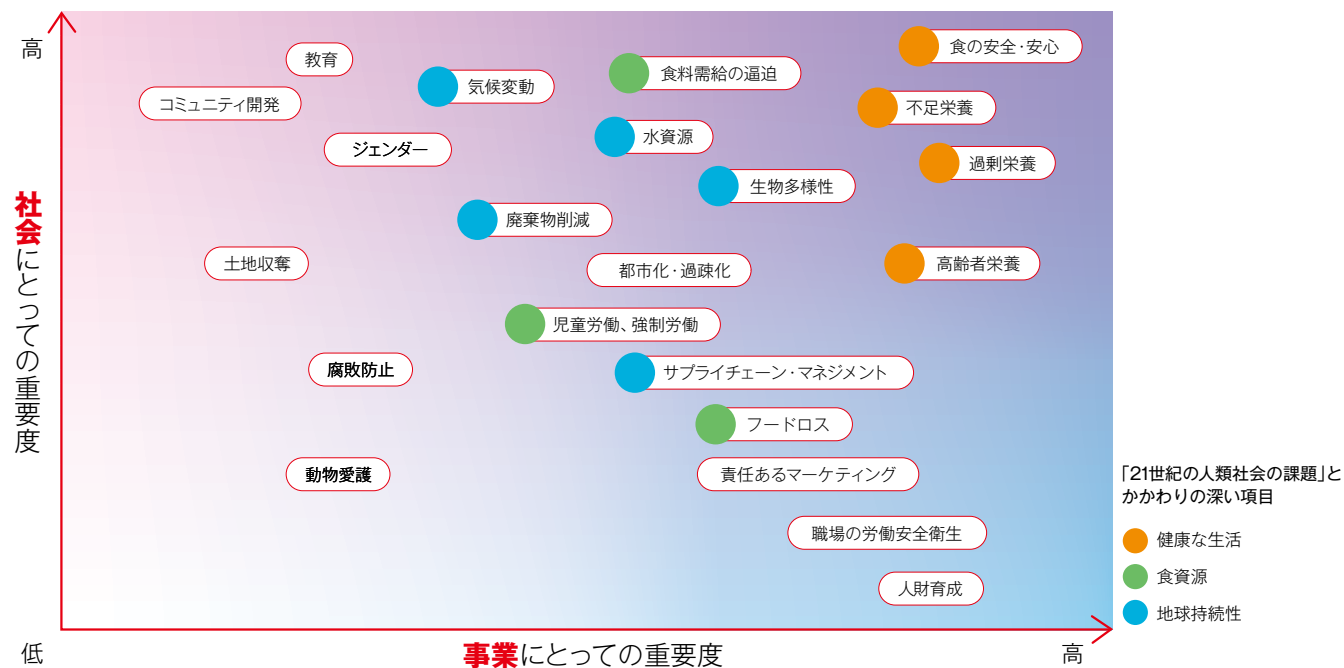 高
教育
食の安全・安心
気候変動
食料需給の逼迫
コミュニティ開発
不足栄養
水資源
ジェンダー
過剰栄養
生物多様性
廃棄物削減
土地収奪
都市化・過疎化
高齢者栄養
児童労働、強制労働
腐敗防止
サプライチェーン・マネジメント
フードロス
動物愛護
責任あるマーケティング
職場の労働安全衛生
人財育成
社会にとっての重要度
低
事業にとっての重要度
高
「21世紀の人類社会の課題」と
かかわりの深い項目
健康な生活
食資源
地球持続性